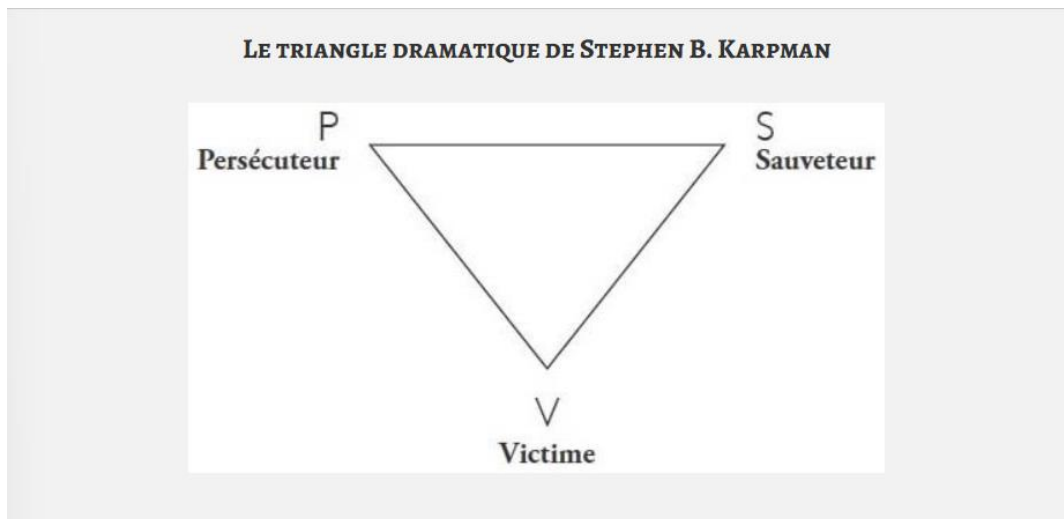 LE TRIANGLE DRAMATIQUE DE STEPHEN B. KARPMAN
P
Persécuteur
S
Sauveteur
V
Victime